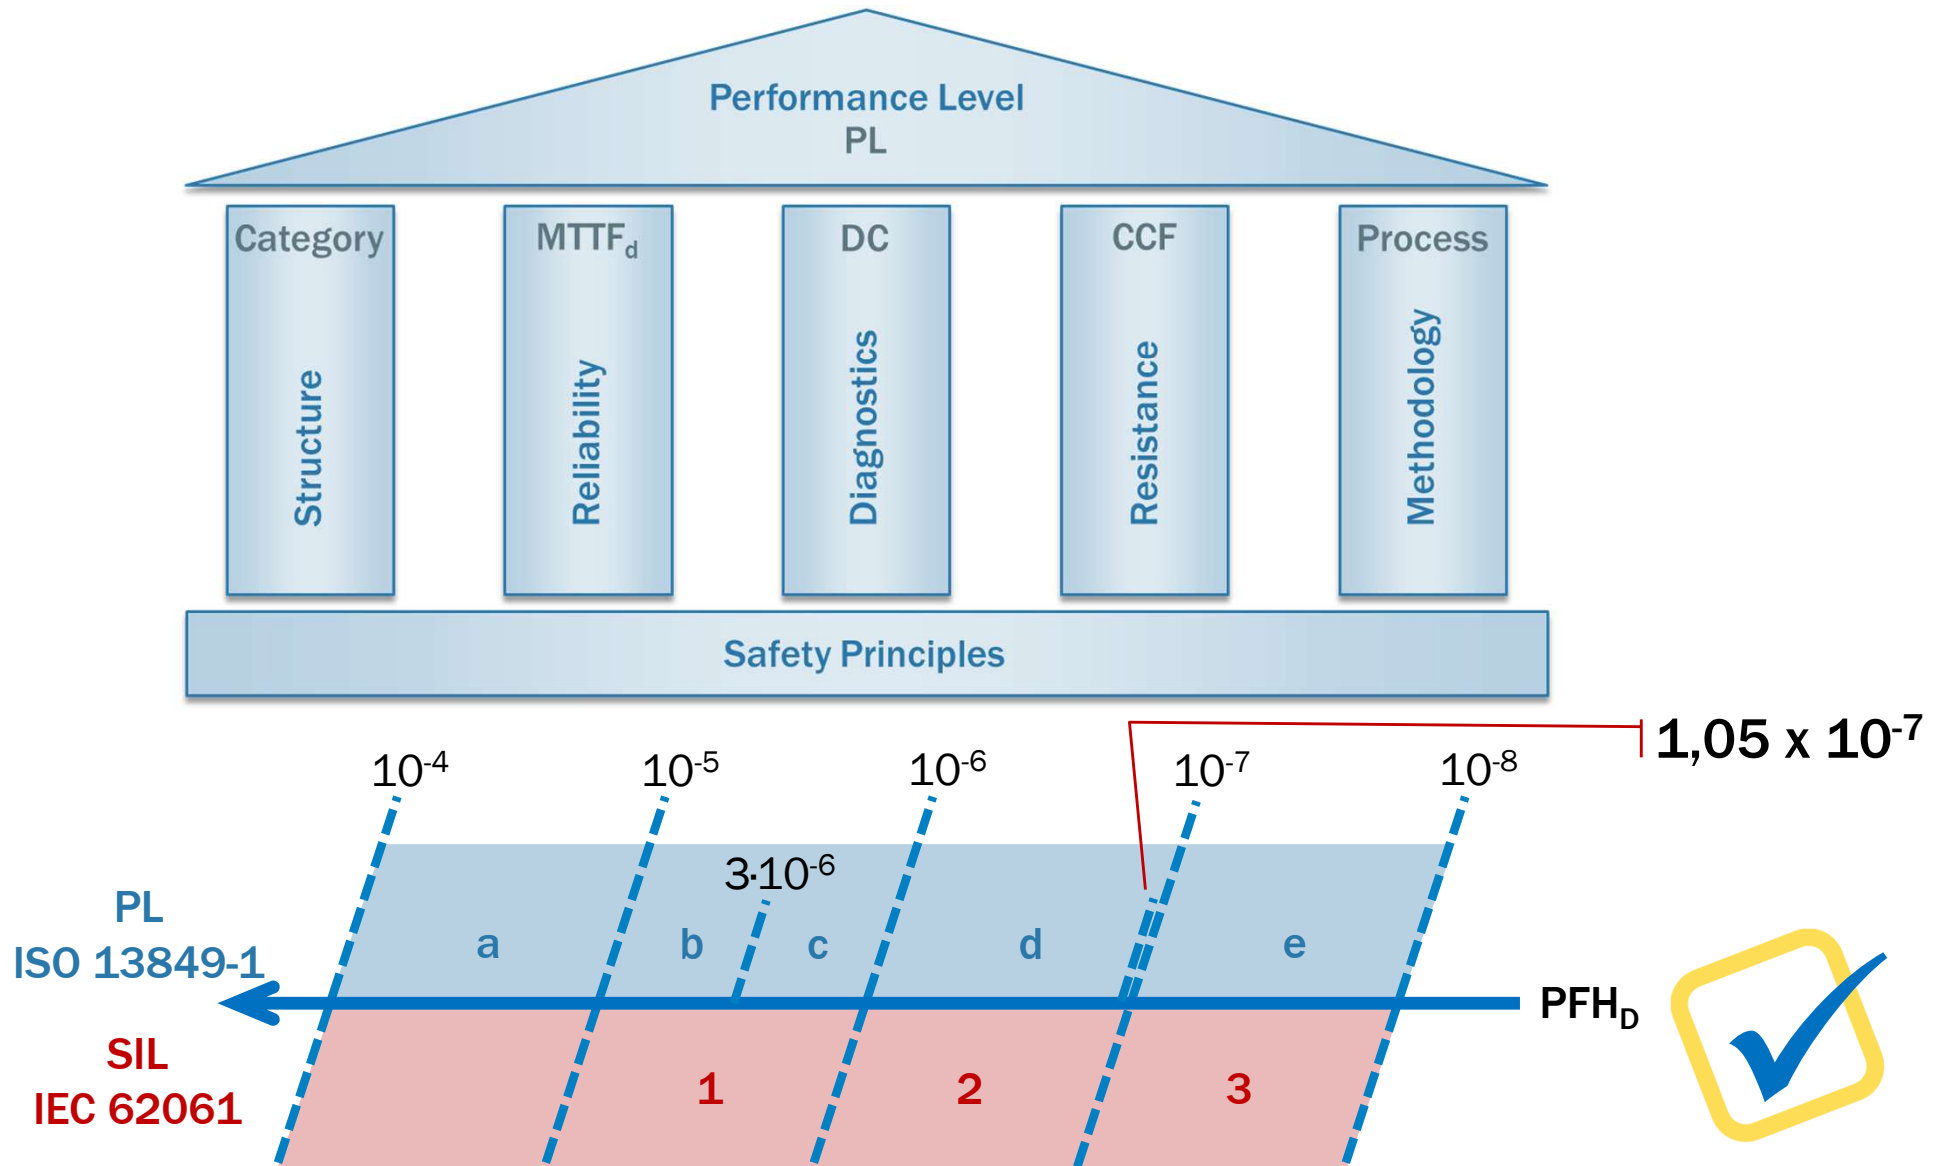 Performance Level
PL
Category
MTTFd
DC
CCF
Process
Structure
Reliability
Diagnostics
Resistance
Methodology
Safety Principles
1,05 x 10⁻⁷
10⁻⁴
10⁻⁵
10⁻⁶
10⁻⁷
10⁻⁸
3·10⁻⁶
PL
ISO 13849-1
a
b
c
d
e
PFHD
SIL
IEC 62061
1
2
3